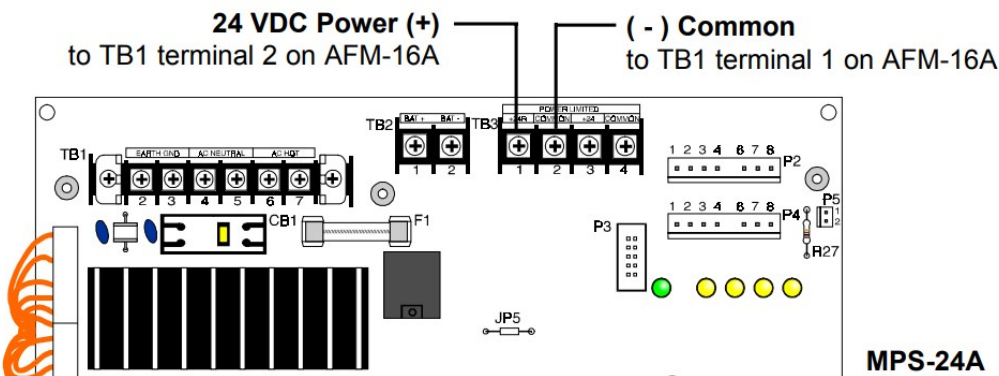 24 VDC Power (+)
to TB1 terminal 2 on AFM-16A
( - ) Common
to TB1 terminal 1 on AFM-16A
POWER LIMITED
TB2 BAT + BAT - TB3 +24R COMMON +24 COMMON
1 2 1 2 3 4
TB1 EARTH GND AC NEUTRAL AC HOT
2 3 4 5 6 7
1 2 3 4 6 7 8 P2
1 2 3 4 6 7 8 P4
P5
1
2
CB1 F1
P3
R27
JP5
MPS-24A